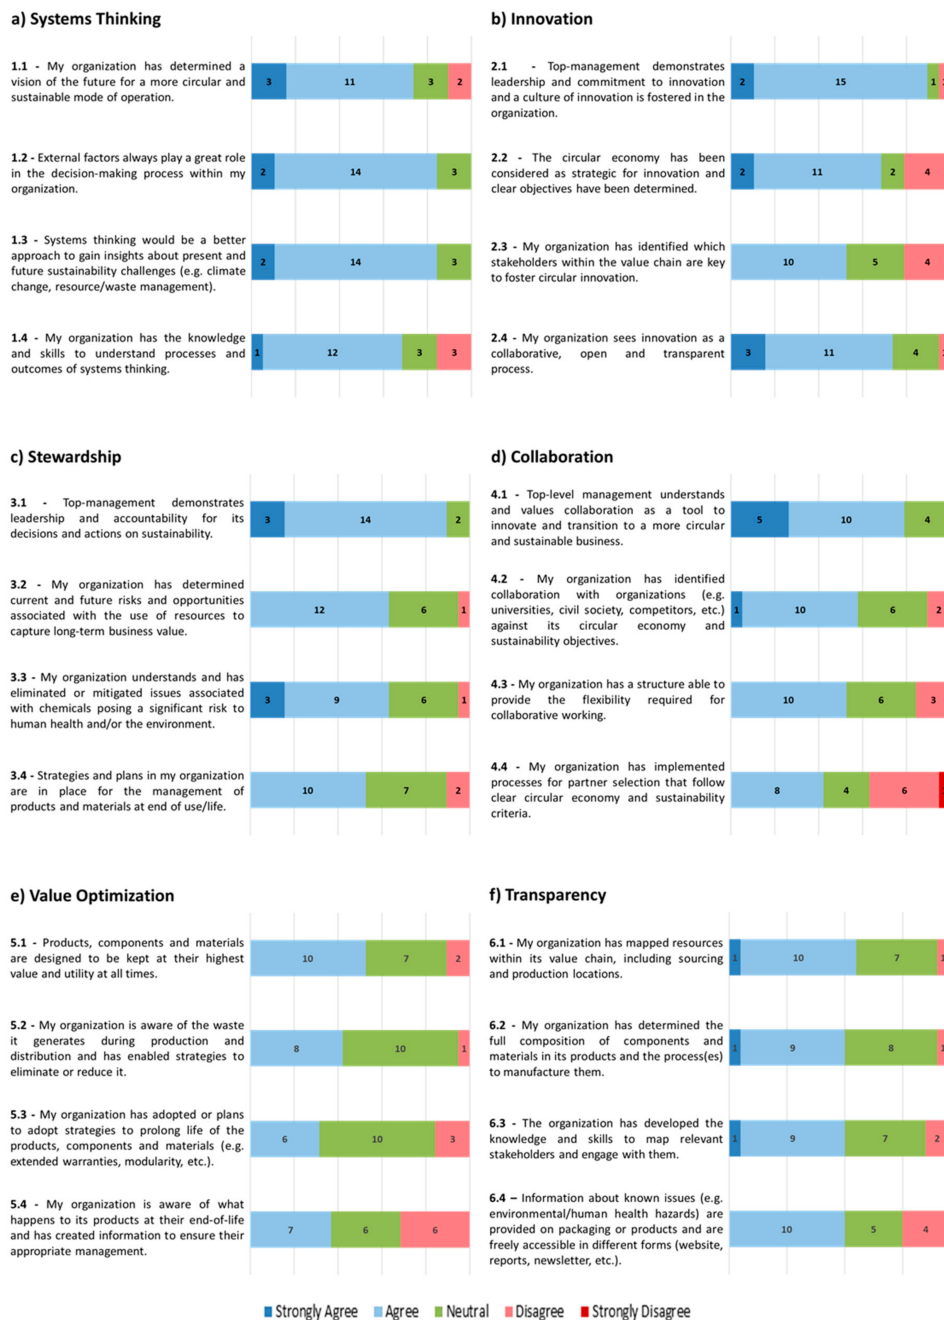 a) Systems Thinking
1.1 - My organization has determined a
vision of the future for a more circular and
sustainable mode of operation.
3 11 3 2
1.2 - External factors always play a great role
in the decision-making process within my
organization.
2 14 3
1.3 - Systems thinking would be a better
approach to gain insights about present and
future sustainability challenges (e.g. climate
change, resource/waste management).
2 14 3
1.4 - My organization has the knowledge
and skills to understand processes and
outcomes of systems thinking.
1 12 3 3
b) Innovation
2.1 - Top-management demonstrates
leadership and commitment to innovation
and a culture of innovation is fostered in the
organization.
2 15 1
2.2 - The circular economy has been
considered as strategic for innovation and
clear objectives have been determined.
2 11 2 4
2.3 - My organization has identified which
stakeholders within the value chain are key
to foster circular innovation.
10 5 4
2.4 - My organization sees innovation as a
collaborative, open and transparent
process.
3 11 4
c) Stewardship
3.1 - Top-management demonstrates
leadership and accountability for its
decisions and actions on sustainability.
3 14 2
3.2 - My organization has determined
current and future risks and opportunities
associated with the use of resources to
capture long-term business value.
12 6 1
3.3 - My organization understands and has
eliminated or mitigated issues associated
with chemicals posing a significant risk to
human health and/or the environment.
3 9 6 1
3.4 - Strategies and plans in my organization
are in place for the management of
products and materials at end of use/life.
10 7 2
d) Collaboration
4.1 - Top-level management understands
and values collaboration as a tool to
innovate and transition to a more circular
and sustainable business.
5 10 4
4.2 - My organization has identified
collaboration with organizations (e.g.
universities, civil society, competitors, etc.)
against its circular economy and
sustainability objectives.
1 10 6 2
4.3 - My organization has a structure able to
provide the flexibility required for
collaborative working.
10 6 3
4.4 - My organization has implemented
processes for partner selection that follow
clear circular economy and sustainability
criteria.
8 4 6
e) Value Optimization
5.1 - Products, components and materials
are designed to be kept at their highest
value and utility at all times.
10 7 2
5.2 - My organization is aware of the waste
it generates during production and
distribution and has enabled strategies to
eliminate or reduce it.
8 10 1
5.3 - My organization has adopted or plans
to adopt strategies to prolong life of the
products, components and materials (e.g.
extended warranties, modularity, etc.).
6 10 3
5.4 - My organization is aware of what
happens to its products at their end-of-life
and has created information to ensure their
appropriate management.
7 6 6
f) Transparency
6.1 - My organization has mapped resources
within its value chain, including sourcing
and production locations.
1 10 7
6.2 - My organization has determined the
full composition of components and
materials in its products and the process(es)
to manufacture them.
1 9 8
6.3 - The organization has developed the
knowledge and skills to map relevant
stakeholders and engage with them.
1 9 7 2
6.4 – Information about known issues (e.g.
environmental/human health hazards) are
provided on packaging or products and are
freely accessible in different forms (website,
reports, newsletter, etc.).
10 5 4
Strongly Agree Agree Neutral Disagree Strongly Disagree